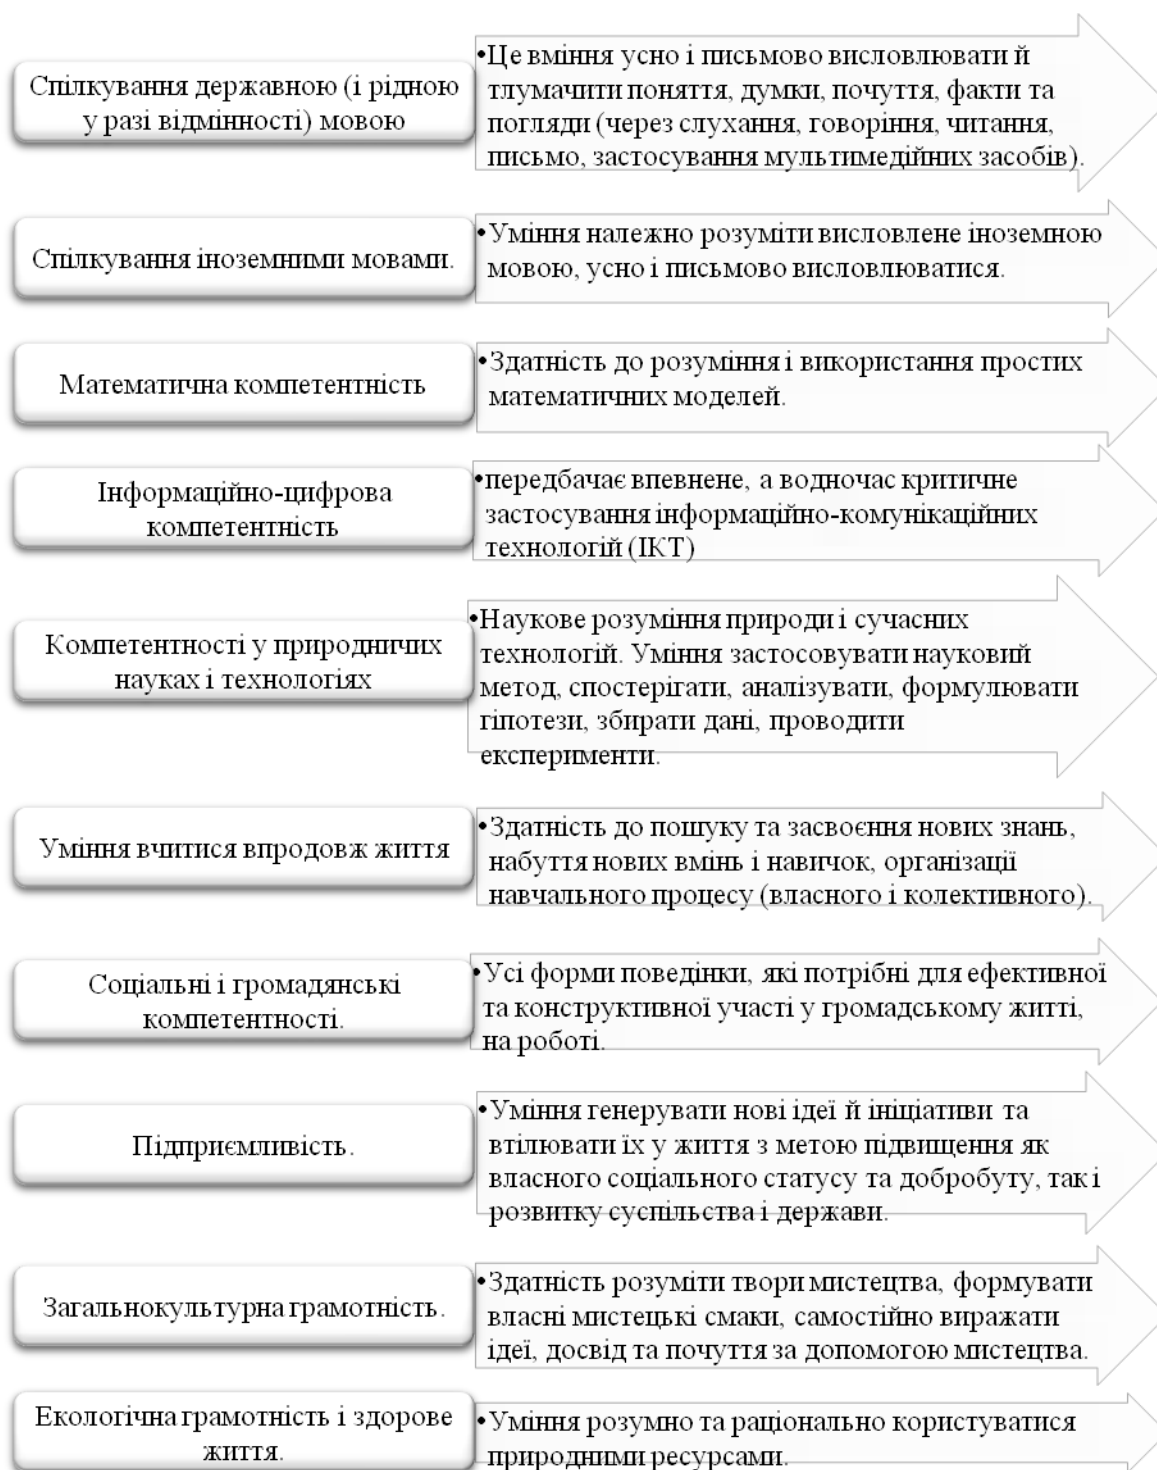 Спілкування державною (і рідною
у разі відмінності) мовою
•Це вміння усно і письмово висловлювати й
тлумачити поняття, думки, почуття, факти та
погляди (через слухання, говоріння, читання,
письмо, застосування мультимедійних засобів).
Спілкування іноземними мовами.
•Уміння належно розуміти висловлене іноземною
мовою, усно і письмово висловлюватися.
Математична компетентність
•Здатність до розуміння і використання простих
математичних моделей.
Інформаційно-цифрова
компетентність
•передбачає впевнене, а водночас критичне
застосування інформаційно-комунікаційних
технологій (ІКТ)
Компетентності у природничих
науках і технологіях
•Наукове розуміння природи і сучасних
технологій. Уміння застосовувати науковий
метод, спостерігати, аналізувати, формулювати
гіпотези, збирати дані, проводити
експерименти.
Уміння вчитися впродовж життя
•Здатність до пошуку та засвоєння нових знань,
набуття нових вмінь і навичок, організації
навчального процесу (власного і колективного).
Соціальні і громадянські
компетентності.
•Усі форми поведінки, які потрібні для ефективної
та конструктивної участі у громадському житті,
на роботі.
Підприємливість.
•Уміння генерувати нові ідеї й ініціативи та
втілювати їх у життя з метою підвищення як
власного соціального статусу та добробуту, так і
розвитку суспільства і держави.
Загальнокультурна грамотність.
•Здатність розуміти твори мистецтва, формувати
власні мистецькі смаки, самостійно виражати
ідеї, досвід та почуття за допомогою мистецтва.
Екологічна грамотність і здорове
життя.
•Уміння розумно та раціонально користуватися
природними ресурсами.